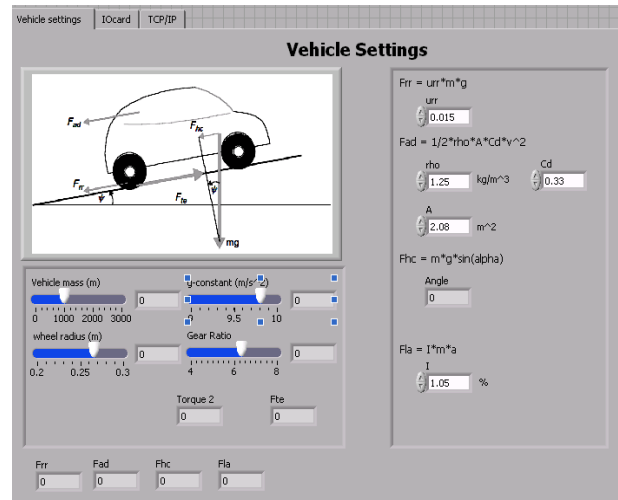 Vehicle settings IOcard TCP/IP
Vehicle Settings
Fad
Fhc
Frr
ψ
Fte
ψ
mg
Frr = urr*m*g
urr
0.015
Fad = 1/2*rho*A*Cd*v^2
rho Cd
1.25 kg/m^3 0.33
A
2.08 m^2
Fhc = m*g*sin(alpha)
Angle
0
Fla = I*m*a
I
1.05 %
Vehicle mass (m) g-constant (m/s^2)
0 0
0 1000 2000 3000 9 9.5 10
wheel radius (m) Gear Ratio
0 0
0.2 0.25 0.3 4 6 8
Torque 2 Fte
0 0
Frr Fad Fhc Fla
0 0 0 0